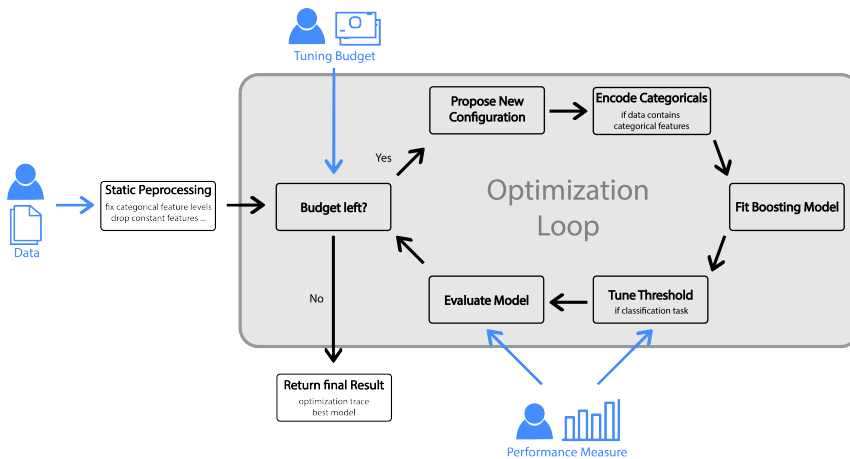 Tuning Budget
Propose New
Configuration
Encode Categoricals
if data contains
categorical features
Yes
Static Peprocessing
fix categorical feature levels
drop constant features ...
Budget left?
Optimization
Loop
Fit Boosting Model
Data
No
Evaluate Model
Tune Threshold
if classification task
Return final Result
optimization trace
best model
Performance Measure